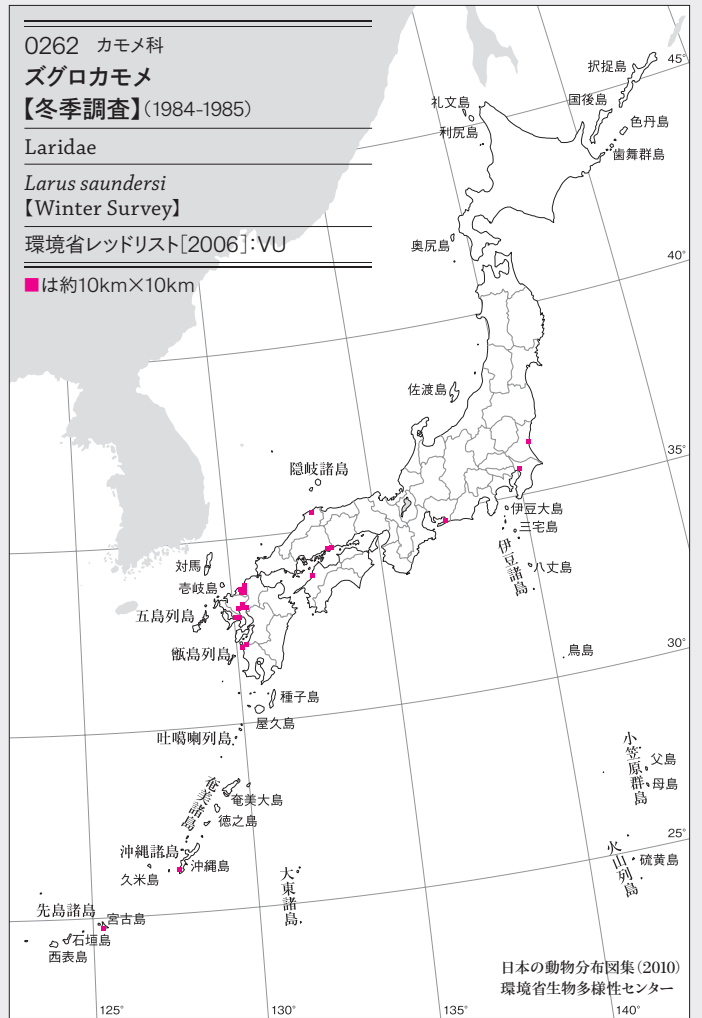 0262 カモメ科
ズグロカモメ
【冬季調査】(1984-1985)
Laridae
Larus saundersi
【Winter Survey】
環境省レッドリスト[2006]:VU
■は約10km×10km
択捉島
45°
国後島
礼文島
色丹島
利尻島
歯舞群島
奥尻島
40°
佐渡島
35°
隠岐諸島
伊豆大島
三宅島
伊豆諸島
八丈島
対馬
壱岐島
五島列島
甑島列島
鳥島
30°
種子島
屋久島
吐噶喇列島
小笠原群島
父島
母島
奄美諸島
奄美大島
徳之島
25°
沖縄諸島
沖縄島
久米島
大東諸島
火山列島
硫黄島
先島諸島
宮古島
石垣島
西表島
日本の動物分布図集(2010)
環境省生物多様性センター
125°
130°
135°
140°